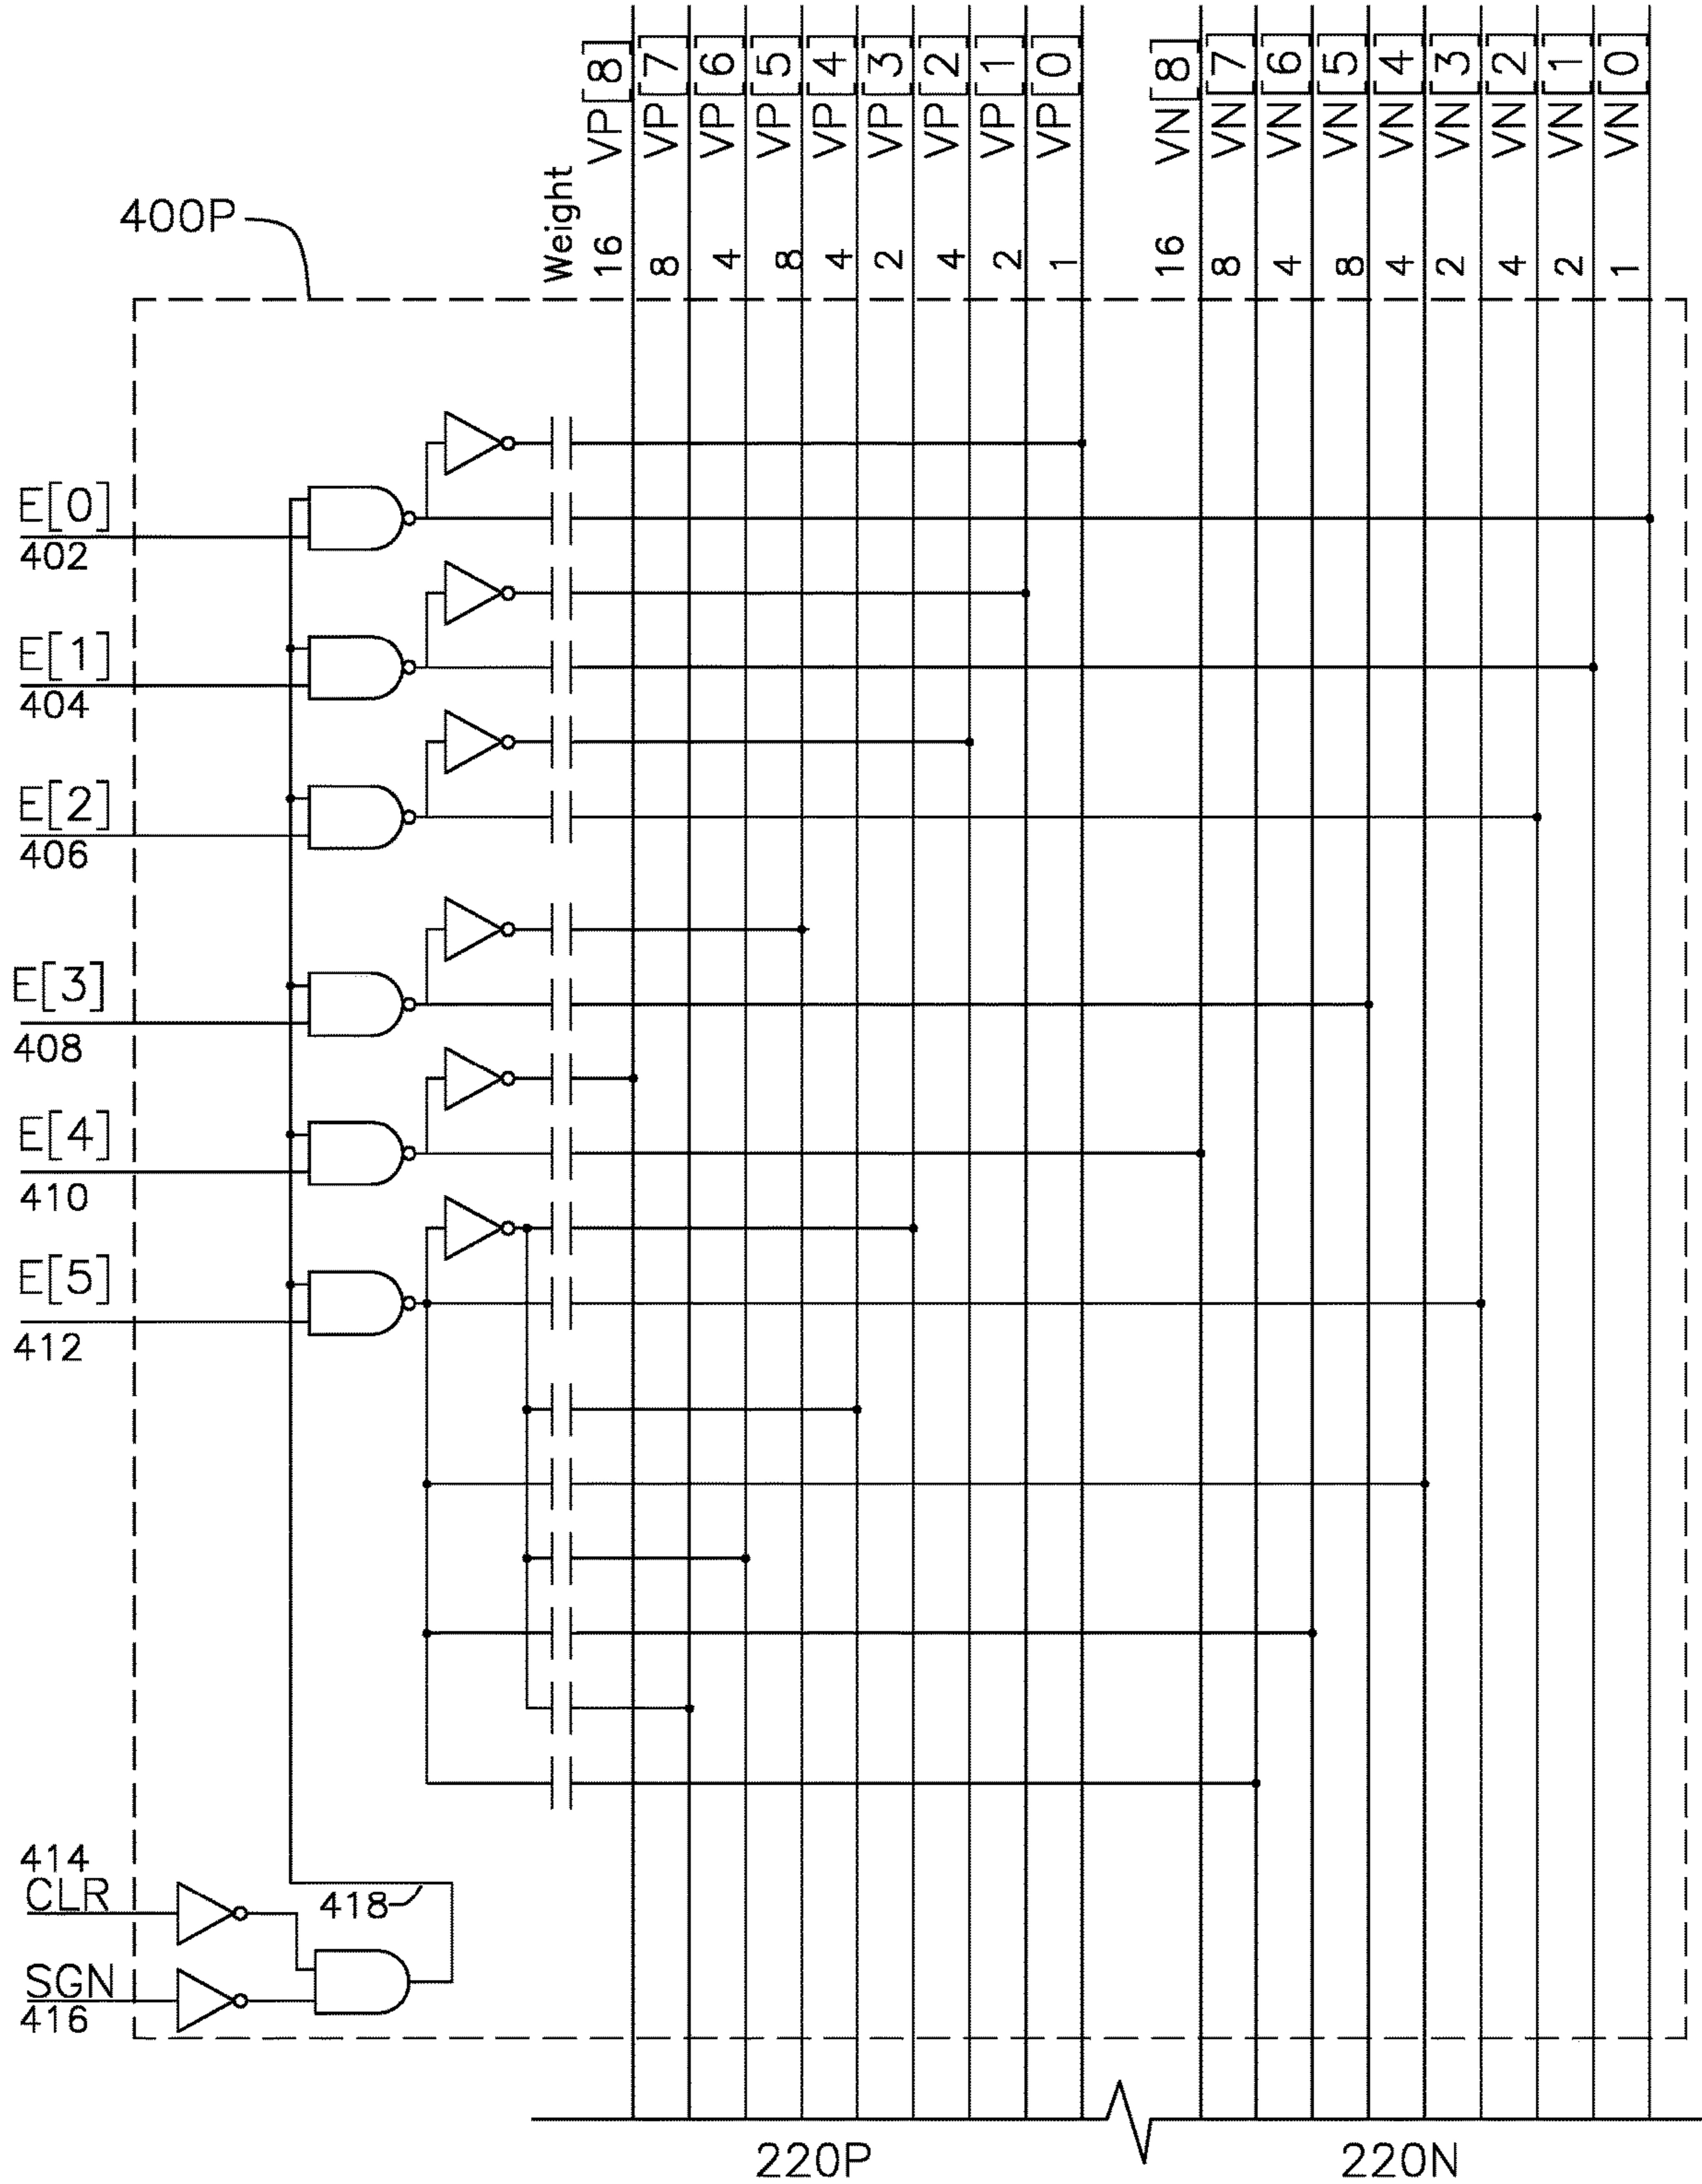 VP[8]
VP[7]
VP[6]
VP[5]
VP[4]
VP[3]
VP[2]
VP[1]
VP[0]
VN[8]
VN[7]
VN[6]
VN[5]
VN[4]
VN[3]
VN[2]
VN[1]
VN[0]
Weight
16
8
4
8
4
2
4
2
1
16
8
4
8
4
2
4
2
1
400P
E[0]
402
E[1]
404
E[2]
406
E[3]
408
E[4]
410
E[5]
412
414
CLR
418
SGN
416
220P
220N